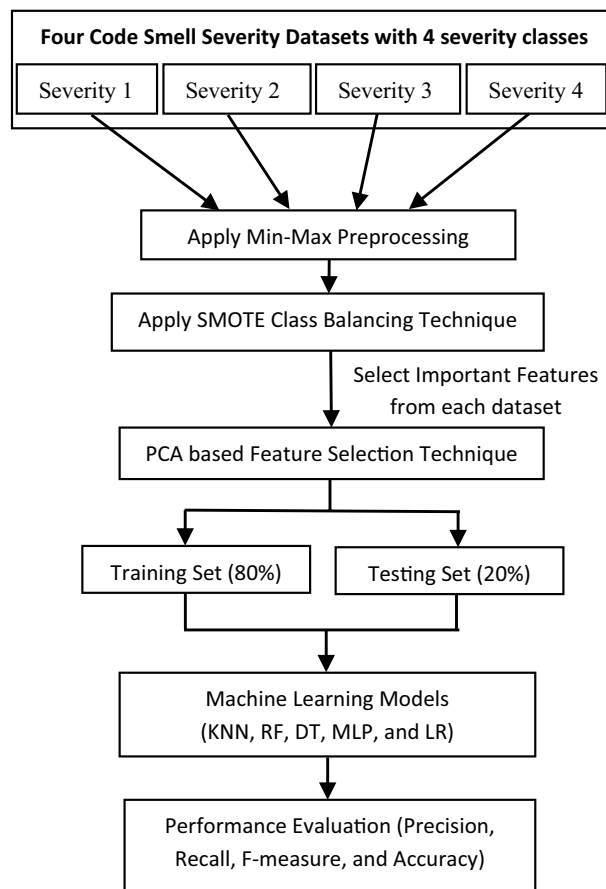 Four Code Smell Severity Datasets with 4 severity classes
Severity 1
Severity 2
Severity 3
Severity 4
Apply Min-Max Preprocessing
Apply SMOTE Class Balancing Technique
Select Important Features
from each dataset
PCA based Feature Selection Technique
Training Set (80%)
Testing Set (20%)
Machine Learning Models
(KNN, RF, DT, MLP, and LR)
Performance Evaluation (Precision,
Recall, F-measure, and Accuracy)